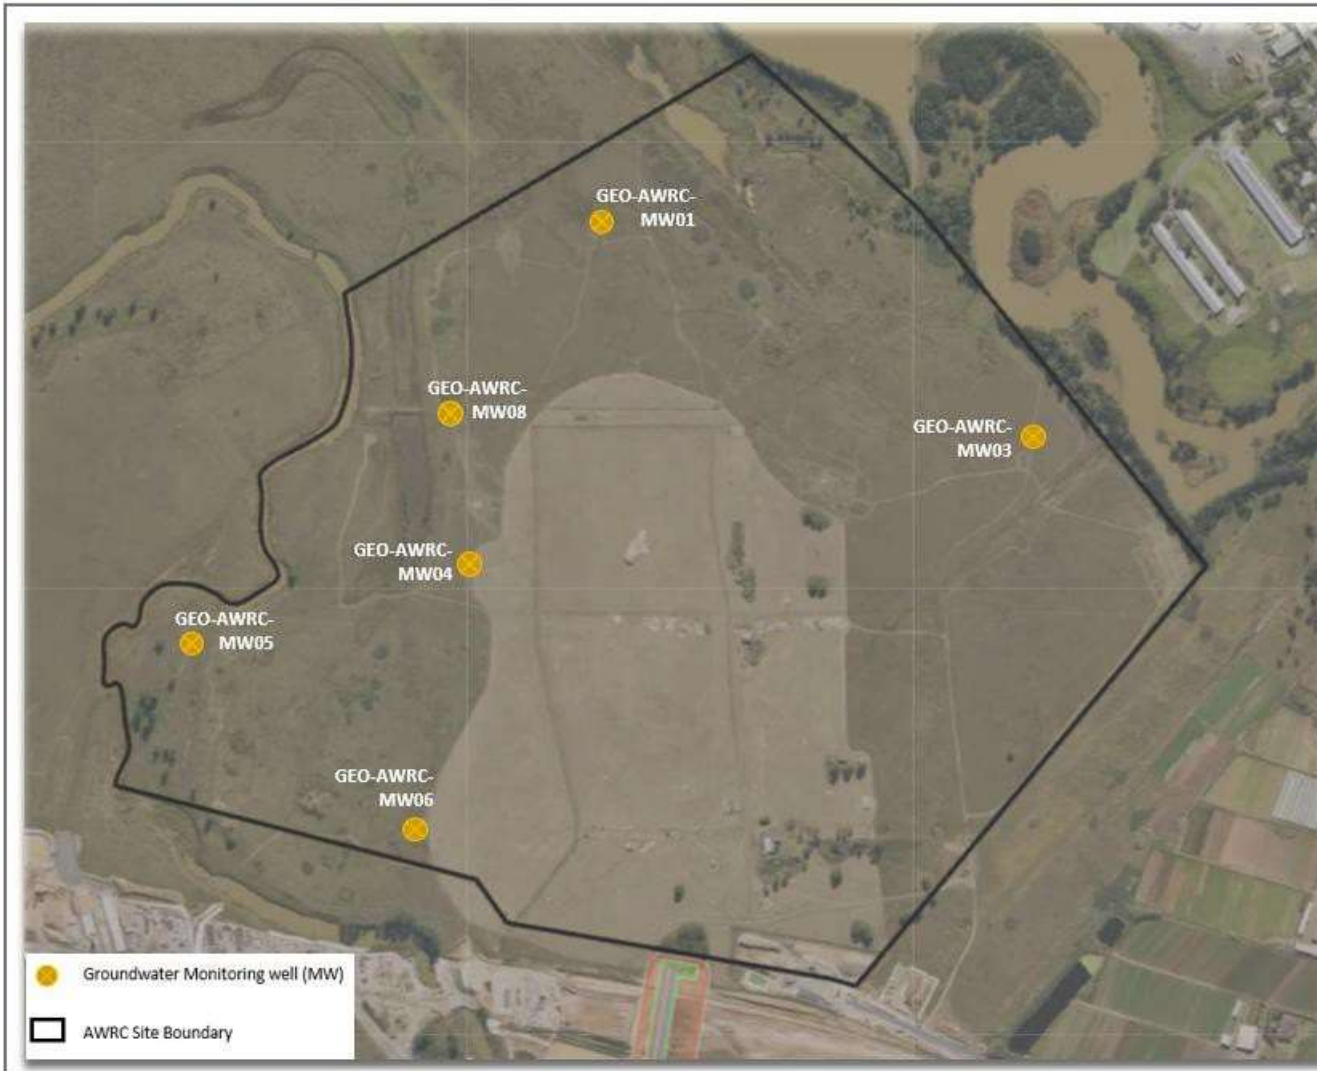 GEO-AWRC-
MW01
GEO-AWRC-
MW08
GEO-AWRC-
MW03
GEO-AWRC-
MW04
GEO-AWRC-
MW05
GEO-AWRC-
MW06
Groundwater Monitoring well (MW)
AWRC Site Boundary